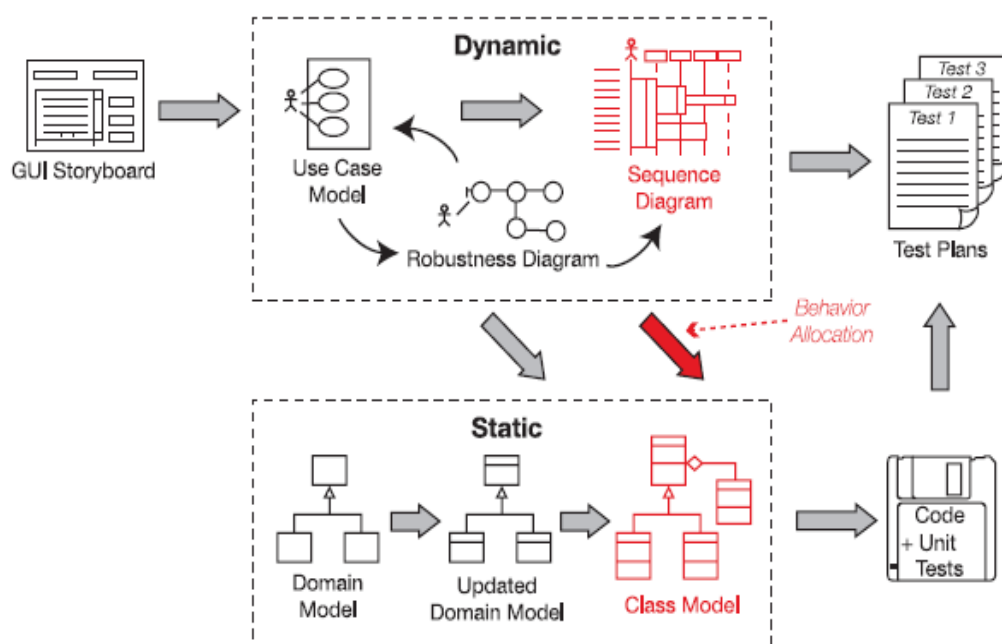 Dynamic
GUI Storyboard
Use Case
Model
Robustness Diagram
Sequence
Diagram
Test 3
Test 2
Test 1
Test Plans
Behavior
Allocation
Static
Domain
Model
Updated
Domain Model
Class Model
Code
+ Unit
Tests